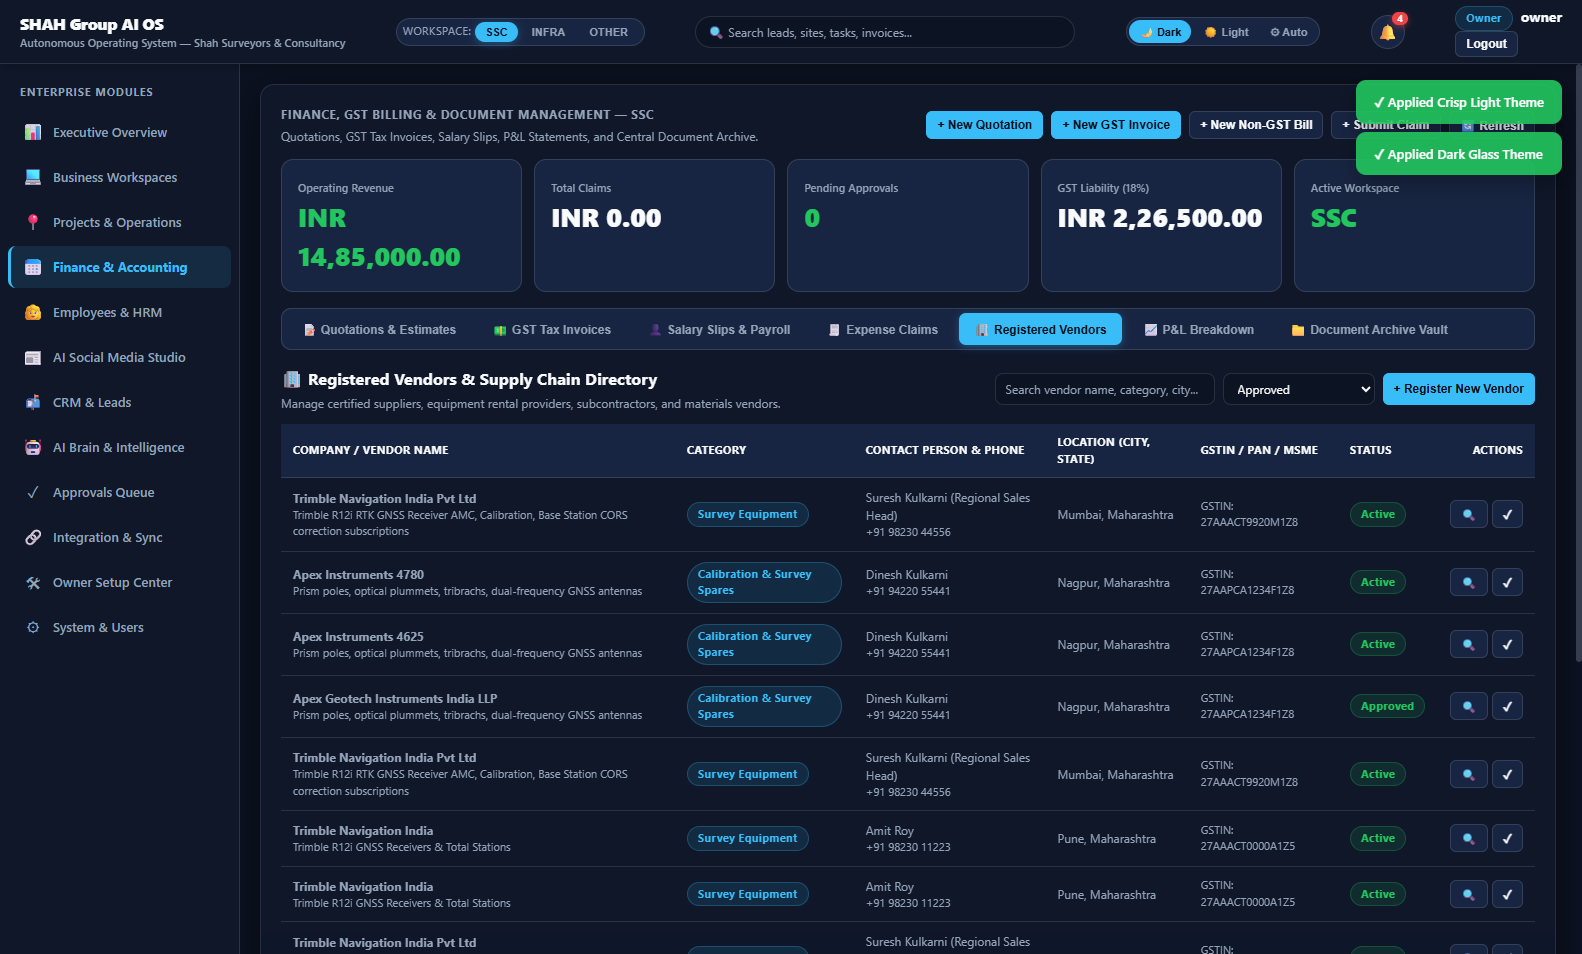 SHAH Group AI OS
Autonomous Operating System — Shah Surveyors & Consultancy
WORKSPACE: SSC INFRA OTHER
Search leads, sites, tasks, invoices...
Dark Light Auto
4
Owner owner
Logout
ENTERPRISE MODULES
Executive Overview
Business Workspaces
Projects & Operations
Finance & Accounting
Employees & HRM
AI Social Media Studio
CRM & Leads
AI Brain & Intelligence
Approvals Queue
Integration & Sync
Owner Setup Center
System & Users
FINANCE, GST BILLING & DOCUMENT MANAGEMENT — SSC
Quotations, GST Tax Invoices, Salary Slips, P&L Statements, and Central Document Archive.
+ New Quotation + New GST Invoice + New Non-GST Bill + Submit Claim Refresh
✓ Applied Crisp Light Theme
✓ Applied Dark Glass Theme
Operating Revenue
INR
14,85,000.00
Total Claims
INR 0.00
Pending Approvals
0
GST Liability (18%)
INR 2,26,500.00
Active Workspace
SSC
Quotations & Estimates GST Tax Invoices Salary Slips & Payroll Expense Claims Registered Vendors P&L Breakdown Document Archive Vault
Registered Vendors & Supply Chain Directory
Manage certified suppliers, equipment rental providers, subcontractors, and materials vendors.
Search vendor name, category, city...
Approved
+ Register New Vendor
COMPANY / VENDOR NAME CATEGORY CONTACT PERSON & PHONE LOCATION (CITY, STATE) GSTIN / PAN / MSME STATUS ACTIONS
Trimble Navigation India Pvt Ltd
Trimble R12i RTK GNSS Receiver AMC, Calibration, Base Station CORS
correction subscriptions
Survey Equipment
Suresh Kulkarni (Regional Sales
Head)
+91 98230 44556
Mumbai, Maharashtra
GSTIN:
27AAACT9920M1Z8
Active
Apex Instruments 4780
Prism poles, optical plummets, tribrachs, dual-frequency GNSS antennas
Calibration & Survey
Spares
Dinesh Kulkarni
+91 94220 55441
Nagpur, Maharashtra
GSTIN:
27AAPCA1234F1Z8
Active
Apex Instruments 4625
Prism poles, optical plummets, tribrachs, dual-frequency GNSS antennas
Calibration & Survey
Spares
Dinesh Kulkarni
+91 94220 55441
Nagpur, Maharashtra
GSTIN:
27AAPCA1234F1Z8
Active
Apex Geotech Instruments India LLP
Prism poles, optical plummets, tribrachs, dual-frequency GNSS antennas
Calibration & Survey
Spares
Dinesh Kulkarni
+91 94220 55441
Nagpur, Maharashtra
GSTIN:
27AAPCA1234F1Z8
Approved
Trimble Navigation India Pvt Ltd
Trimble R12i RTK GNSS Receiver AMC, Calibration, Base Station CORS
correction subscriptions
Survey Equipment
Suresh Kulkarni (Regional Sales
Head)
+91 98230 44556
Mumbai, Maharashtra
GSTIN:
27AAACT9920M1Z8
Active
Trimble Navigation India
Trimble R12i GNSS Receivers & Total Stations
Survey Equipment
Amit Roy
+91 98230 11223
Pune, Maharashtra
GSTIN:
27AAACT0000A1Z5
Active
Trimble Navigation India
Trimble R12i GNSS Receivers & Total Stations
Survey Equipment
Amit Roy
+91 98230 11223
Pune, Maharashtra
GSTIN:
27AAACT0000A1Z5
Active
Trimble Navigation India Pvt Ltd
Suresh Kulkarni (Regional Sales
GSTIN: